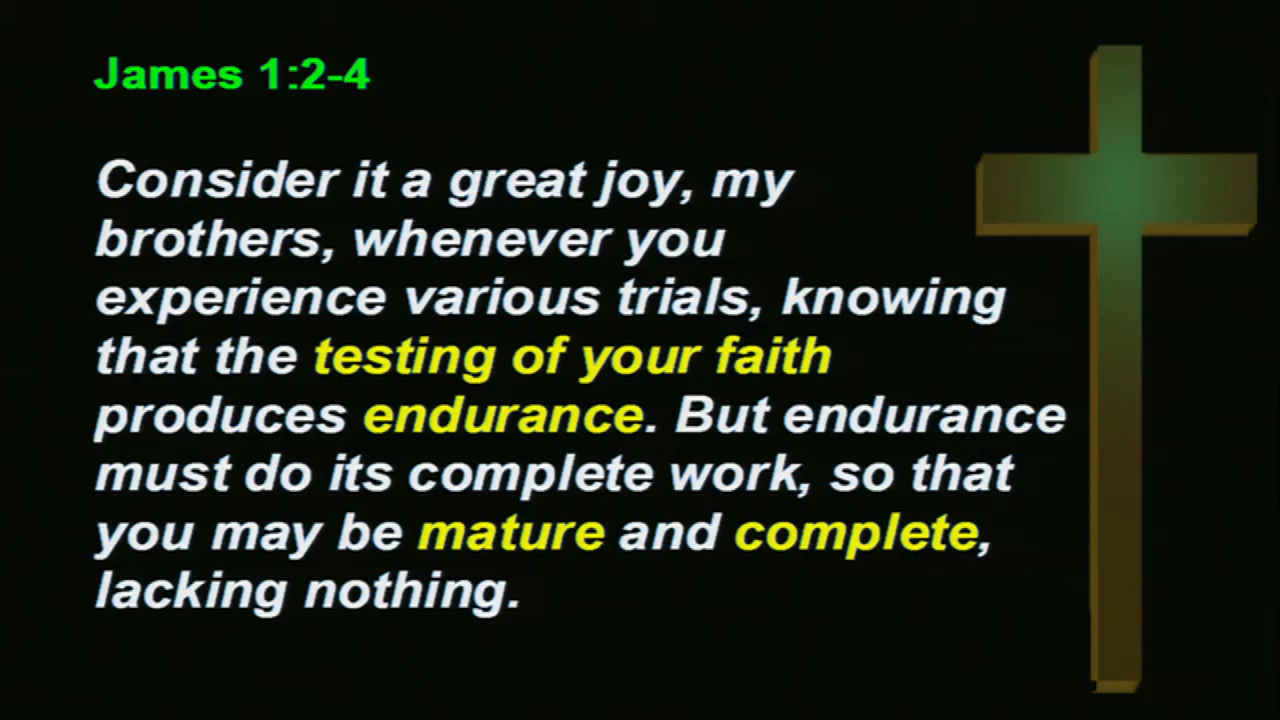 James 1:2-4
Consider it a great joy, my
brothers, whenever you
experience various trials, knowing
that the testing of your faith
produces endurance. But endurance
must do its complete work, so that
you may be mature and complete,
lacking nothing.